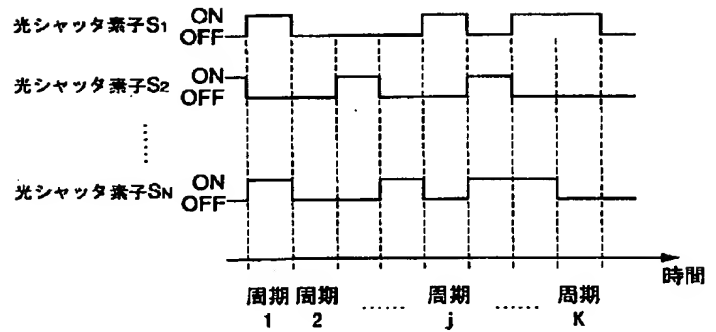 光シャッタ素子S1 ON
OFF
光シャッタ素子S2 ON
OFF
……
光シャッタ素子SN ON
OFF
時間
周期 周期 …… 周期 …… 周期
1 2 j K